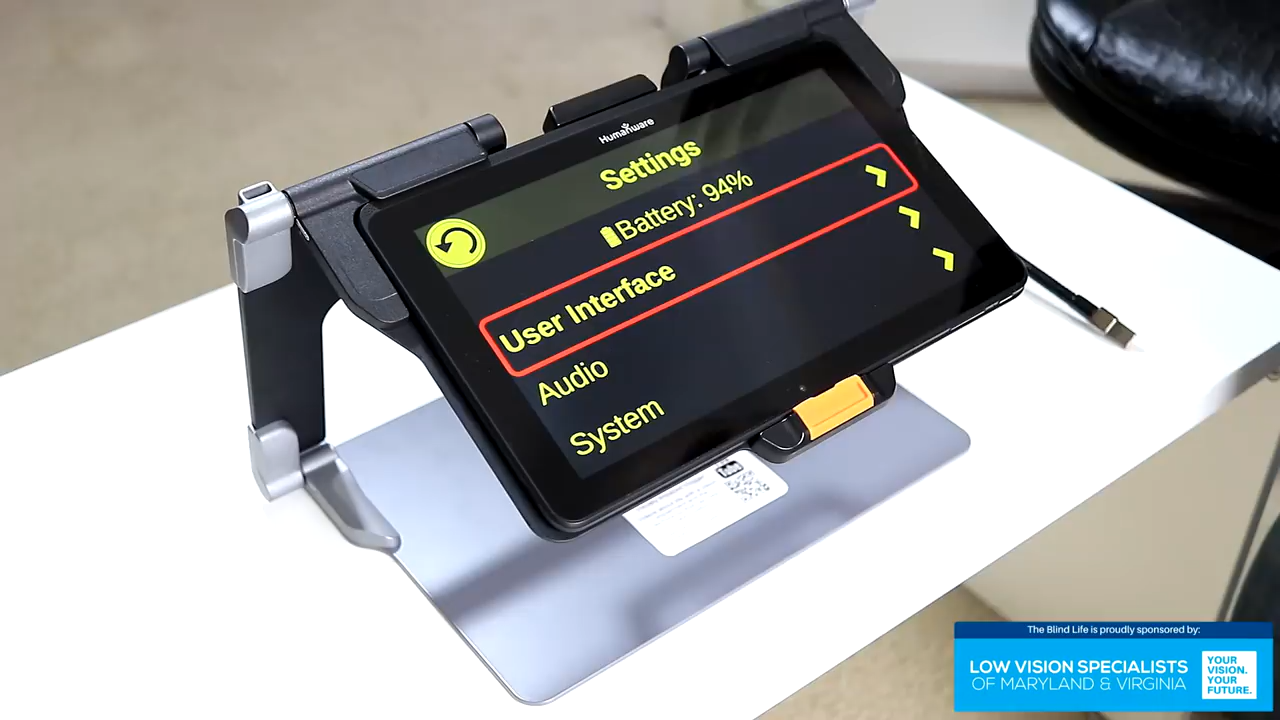 Humanware
Settings
Battery: 94%
User Interface
Audio
System
The Blind Life is proudly sponsored by:
LOW VISION SPECIALISTS
OF MARYLAND & VIRGINIA
YOUR
VISION.
YOUR
FUTURE.